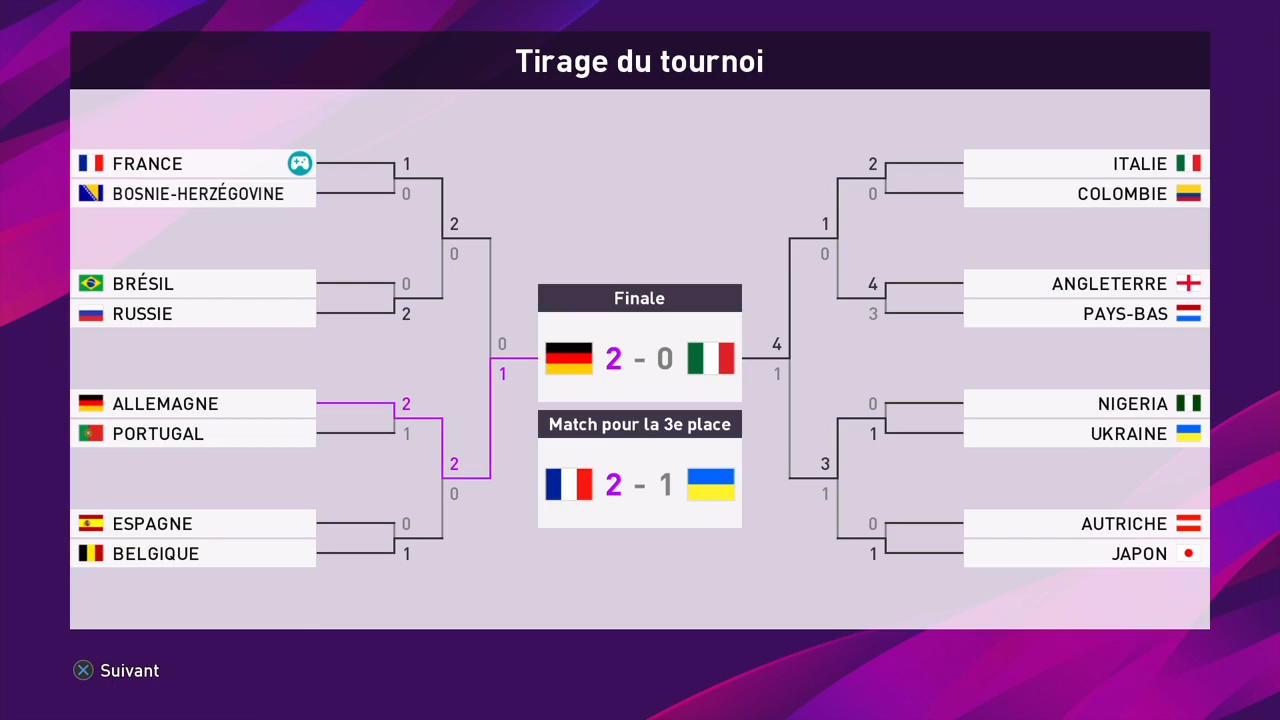 Tirage du tournoi
FRANCE 1
BOSNIE-HERZÉGOVINE 0
2
0
BRÉSIL 0
RUSSIE 2
0
1
ALLEMAGNE 2
PORTUGAL 1
2
0
ESPAGNE 0
BELGIQUE 1
Finale
2 - 0
Match pour la 3e place
2 - 1
2 ITALIE
0 COLOMBIE
1
0
4 ANGLETERRE
3 PAYS-BAS
4
1
0 NIGERIA
1 UKRAINE
3
1
0 AUTRICHE
1 JAPON
Suivant